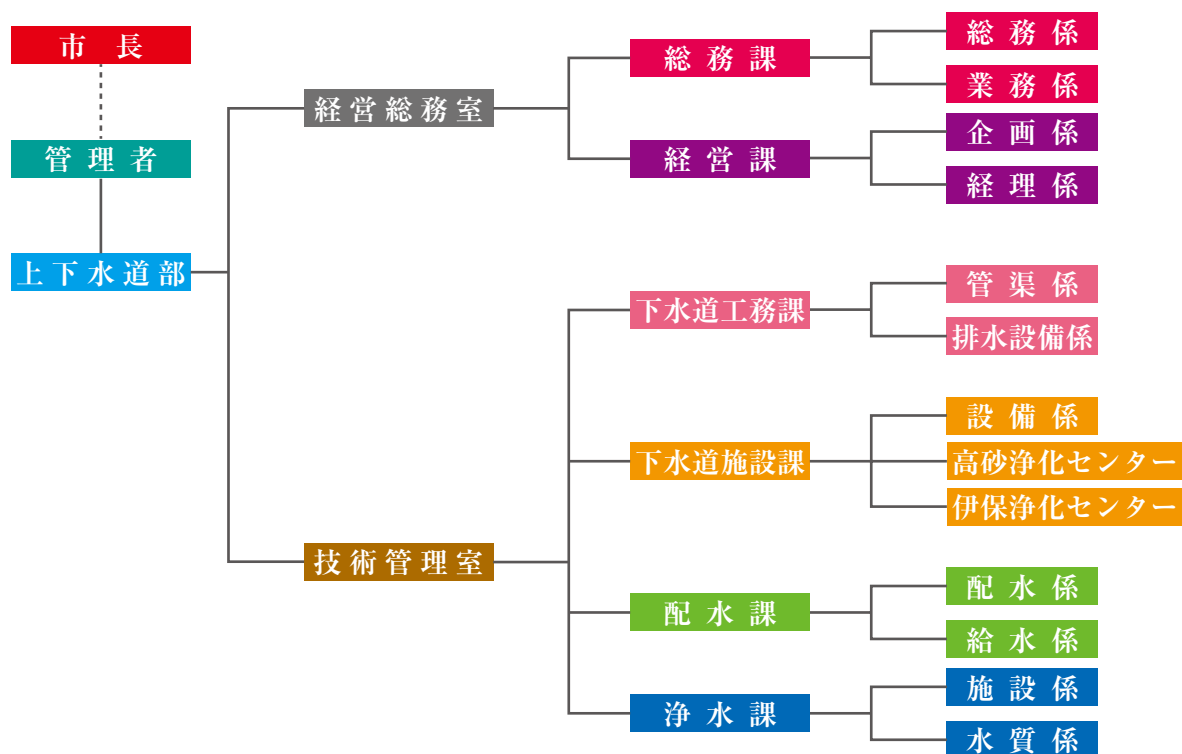 市長
管理者
上下水道部
経営総務室
総務課
総務係
業務係
経営課
企画係
経理係
技術管理室
下水道工務課
管渠係
排水設備係
下水道施設課
設備係
高砂浄化センター
伊保浄化センター
配水課
配水係
給水係
浄水課
施設係
水質係